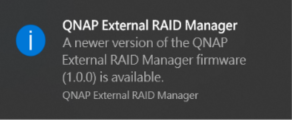 QNAP External RAID Manager
A newer version of the QNAP
External RAID Manager firmware
(1.0.0) is available.
QNAP External RAID Manager